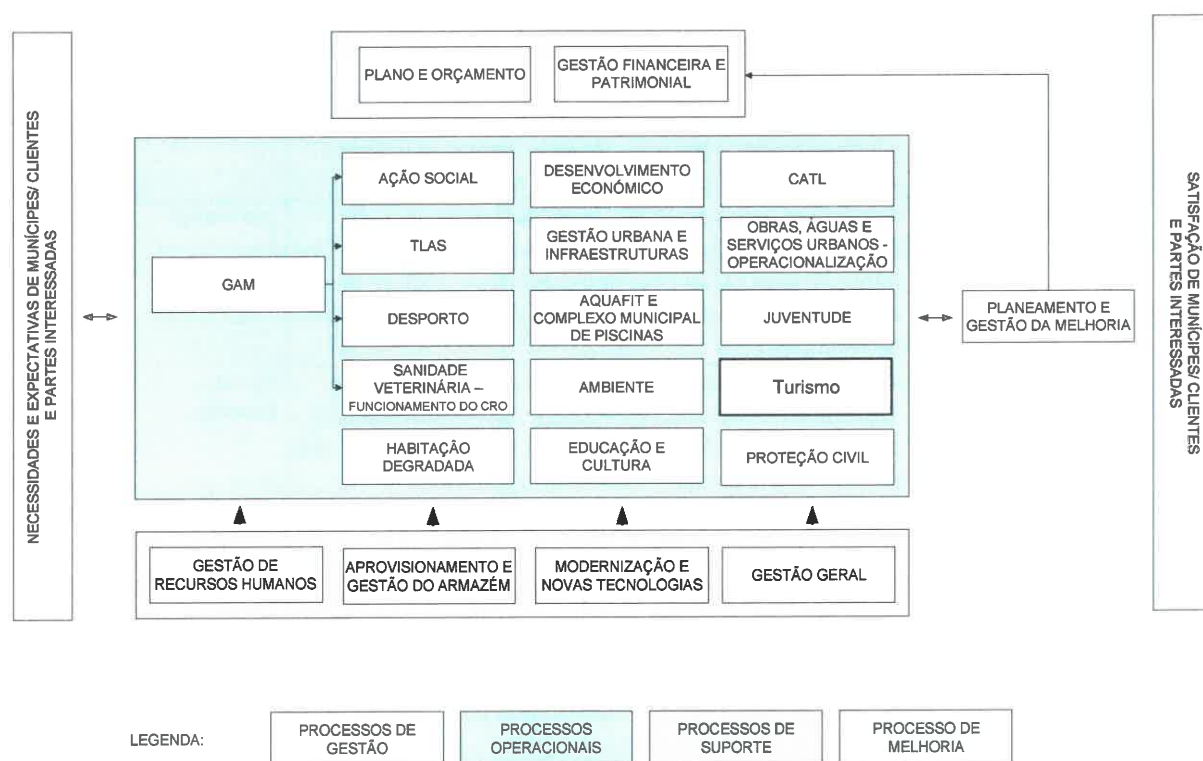 NECESSIDADES E EXPECTATIVAS DE MUNÍCIPES/ CLIENTES
E PARTES INTERESSADAS
PLANO E ORÇAMENTO
GESTÃO FINANCEIRA E
PATRIMONIAL
GAM
AÇÃO SOCIAL
TLAS
DESPORTO
SANIDADE
VETERINÁRIA –
FUNCIONAMENTO DO CRO
HABITAÇÃO
DEGRADADA
DESENVOLVIMENTO
ECONÓMICO
GESTÃO URBANA E
INFRAESTRUTURAS
AQUAFIT E
COMPLEXO MUNICIPAL
DE PISCINAS
AMBIENTE
EDUCAÇÃO E
CULTURA
CATL
OBRAS, ÁGUAS E
SERVIÇOS URBANOS -
OPERACIONALIZAÇÃO
JUVENTUDE
Turismo
PROTEÇÃO CIVIL
PLANEAMENTO E
GESTÃO DA MELHORIA
SATISFAÇÃO DE MUNÍCIPES/ CLIENTES
E PARTES INTERESSADAS
GESTÃO DE
RECURSOS HUMANOS
APROVISIONAMENTO E
GESTÃO DO ARMAZÉM
MODERNIZAÇÃO E
NOVAS TECNOLOGIAS
GESTÃO GERAL
LEGENDA:
PROCESSOS DE
GESTÃO
PROCESSOS
OPERACIONAIS
PROCESSOS DE
SUPORTE
PROCESSO DE
MELHORIA